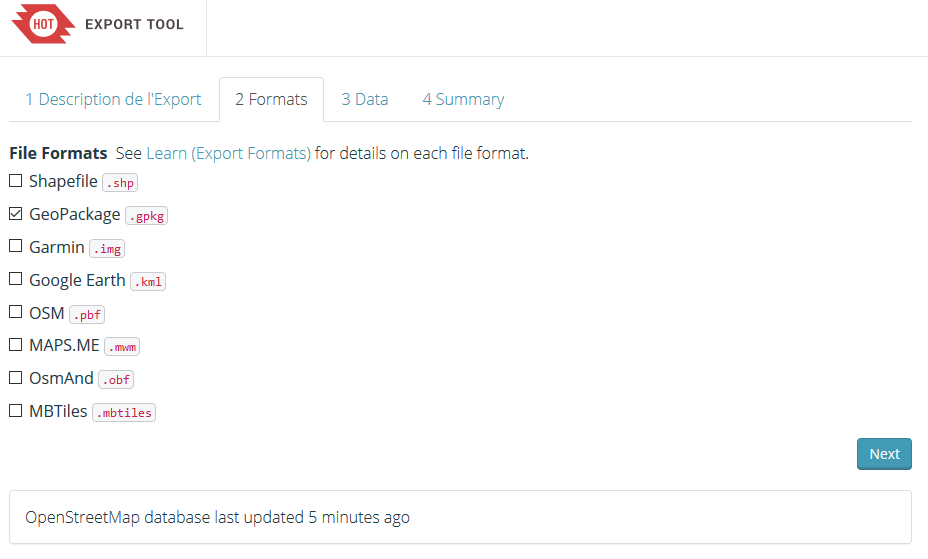 HOT EXPORT TOOL
1 Description de l'Export 2 Formats 3 Data 4 Summary
File Formats See Learn (Export Formats) for details on each file format.
Shapefile .shp
GeoPackage .gpkg
Garmin .img
Google Earth .kml
OSM .pbf
MAPS.ME .mwm
OsmAnd .obf
MBTiles .mbtiles
Next
OpenStreetMap database last updated 5 minutes ago